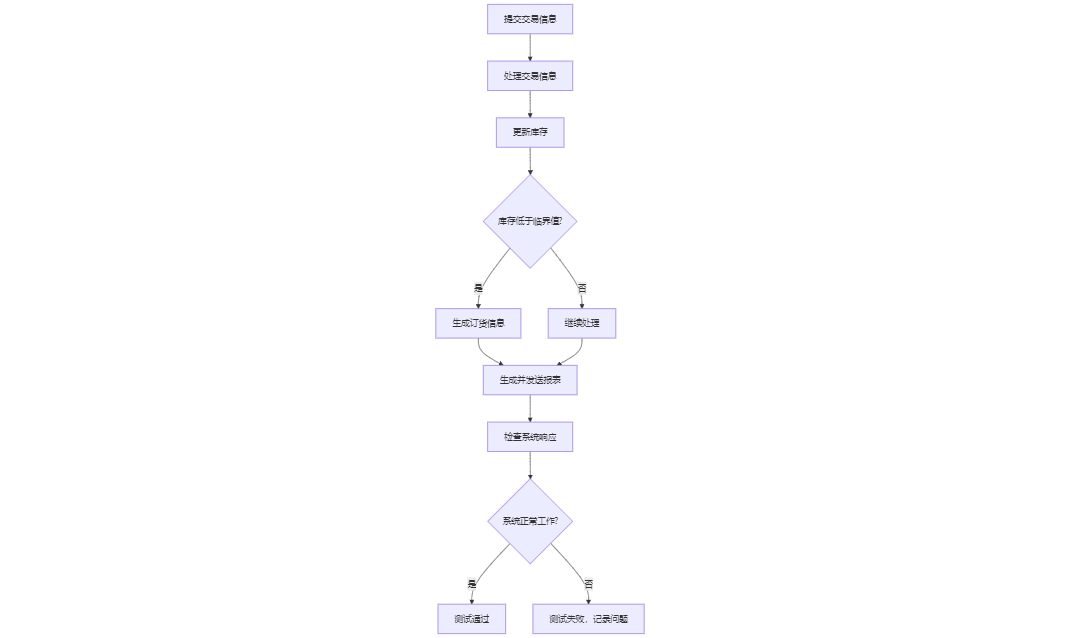 提交交易信息
处理交易信息
更新库存
库存低于临界值?
是
否
生成订货信息
继续处理
生成并发送报表
检查系统响应
系统正常工作?
是
否
测试通过
测试失败，记录问题